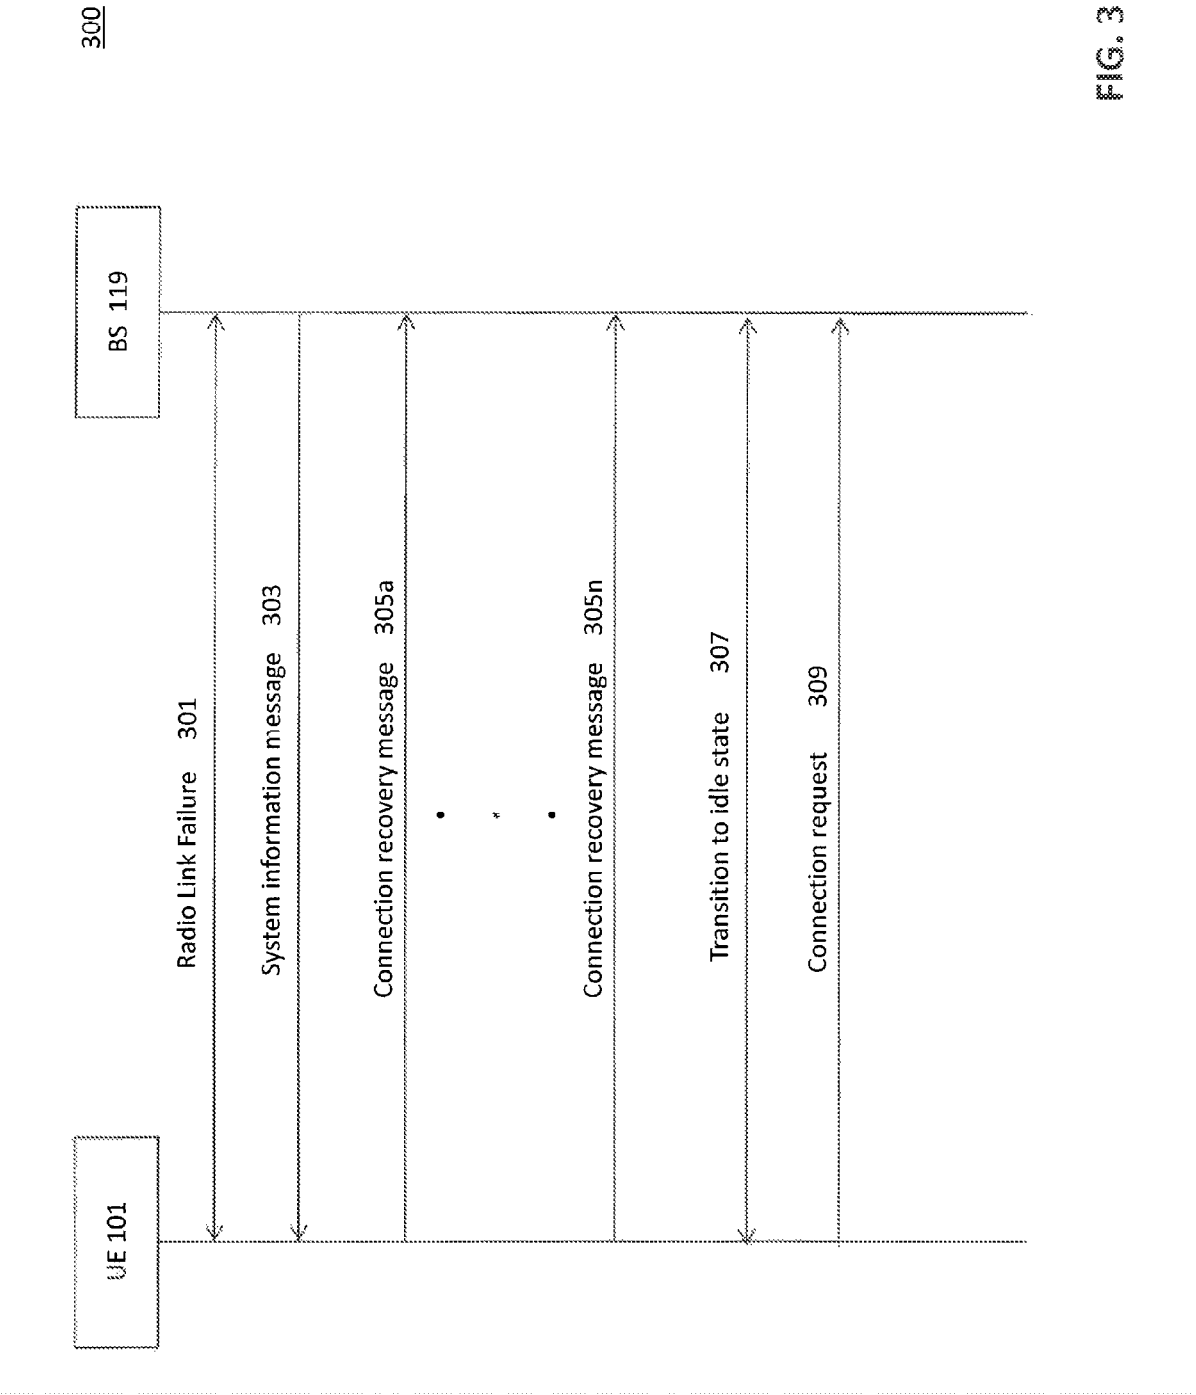 300
UE 101
BS 119
Radio Link Failure 301
System information message 303
Connection recovery message 305a
Connection recovery message 305n
Transition to idle state 307
Connection request 309
FIG. 3